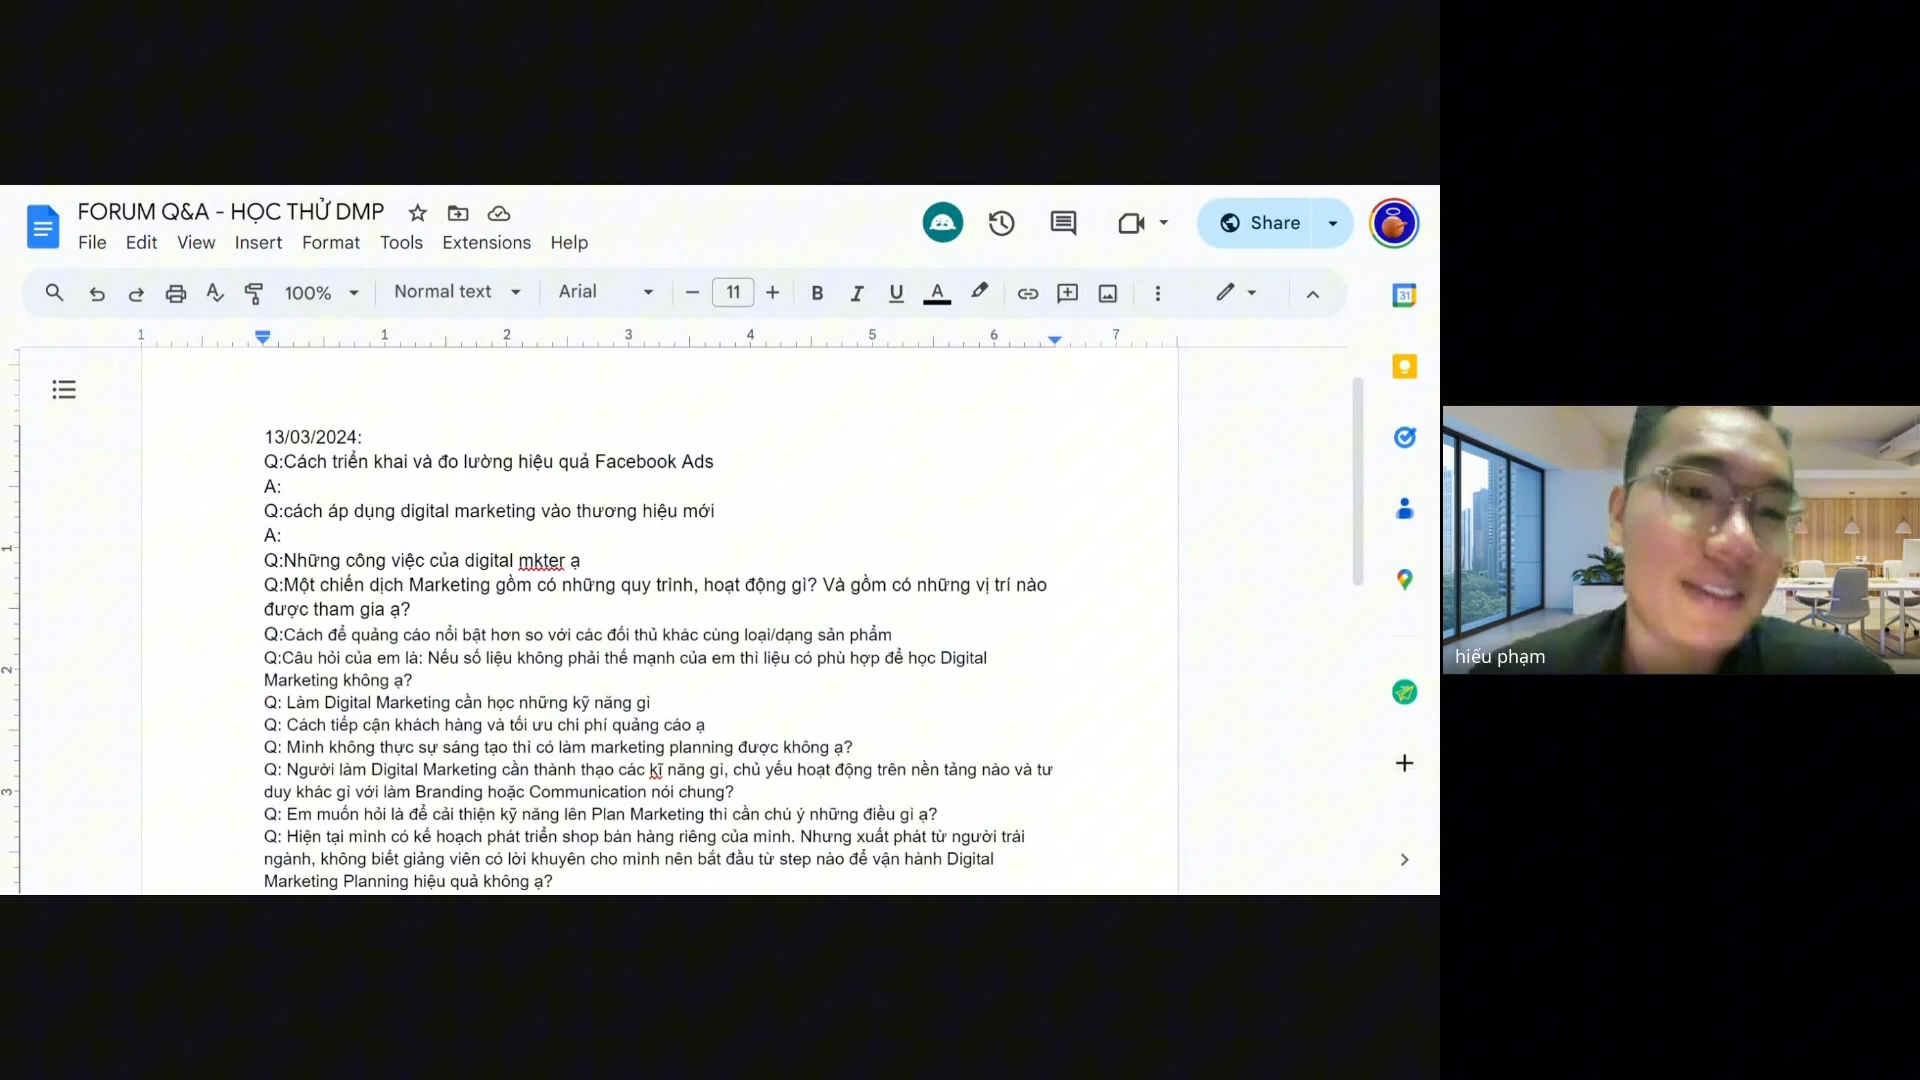 FORUM Q&A - HỌC THỬ DMP
File Edit View Insert Format Tools Extensions Help
Share
100% Normal text Arial 11 B I U A
31
1 1 2 3 4 5 6 7
13/03/2024:
Q:Cách triển khai và đo lường hiệu quả Facebook Ads
A:
Q:cách áp dụng digital marketing vào thương hiệu mới
A:
Q:Những công việc của digital mkter ạ
Q:Một chiến dịch Marketing gồm có những quy trình, hoạt động gì? Và gồm có những vị trí nào
được tham gia ạ?
Q:Cách để quảng cáo nổi bật hơn so với các đối thủ khác cùng loại/dạng sản phẩm
Q:Câu hỏi của em là: Nếu số liệu không phải thế mạnh của em thì liệu có phù hợp để học Digital
Marketing không ạ?
Q: Làm Digital Marketing cần học những kỹ năng gì
Q: Cách tiếp cận khách hàng và tối ưu chi phí quảng cáo ạ
Q: Mình không thực sự sáng tạo thì có làm marketing planning được không ạ?
Q: Người làm Digital Marketing cần thành thạo các kĩ năng gì, chủ yếu hoạt động trên nền tảng nào và tư
duy khác gì với làm Branding hoặc Communication nói chung?
Q: Em muốn hỏi là để cải thiện kỹ năng lên Plan Marketing thì cần chú ý những điều gì ạ?
Q: Hiện tại mình có kế hoạch phát triển shop bán hàng riêng của mình. Nhưng xuất phát từ người trái
ngành, không biết giảng viên có lời khuyên cho mình nên bắt đầu từ step nào để vận hành Digital
Marketing Planning hiệu quả không ạ?
1
2
3
hiếu phạm